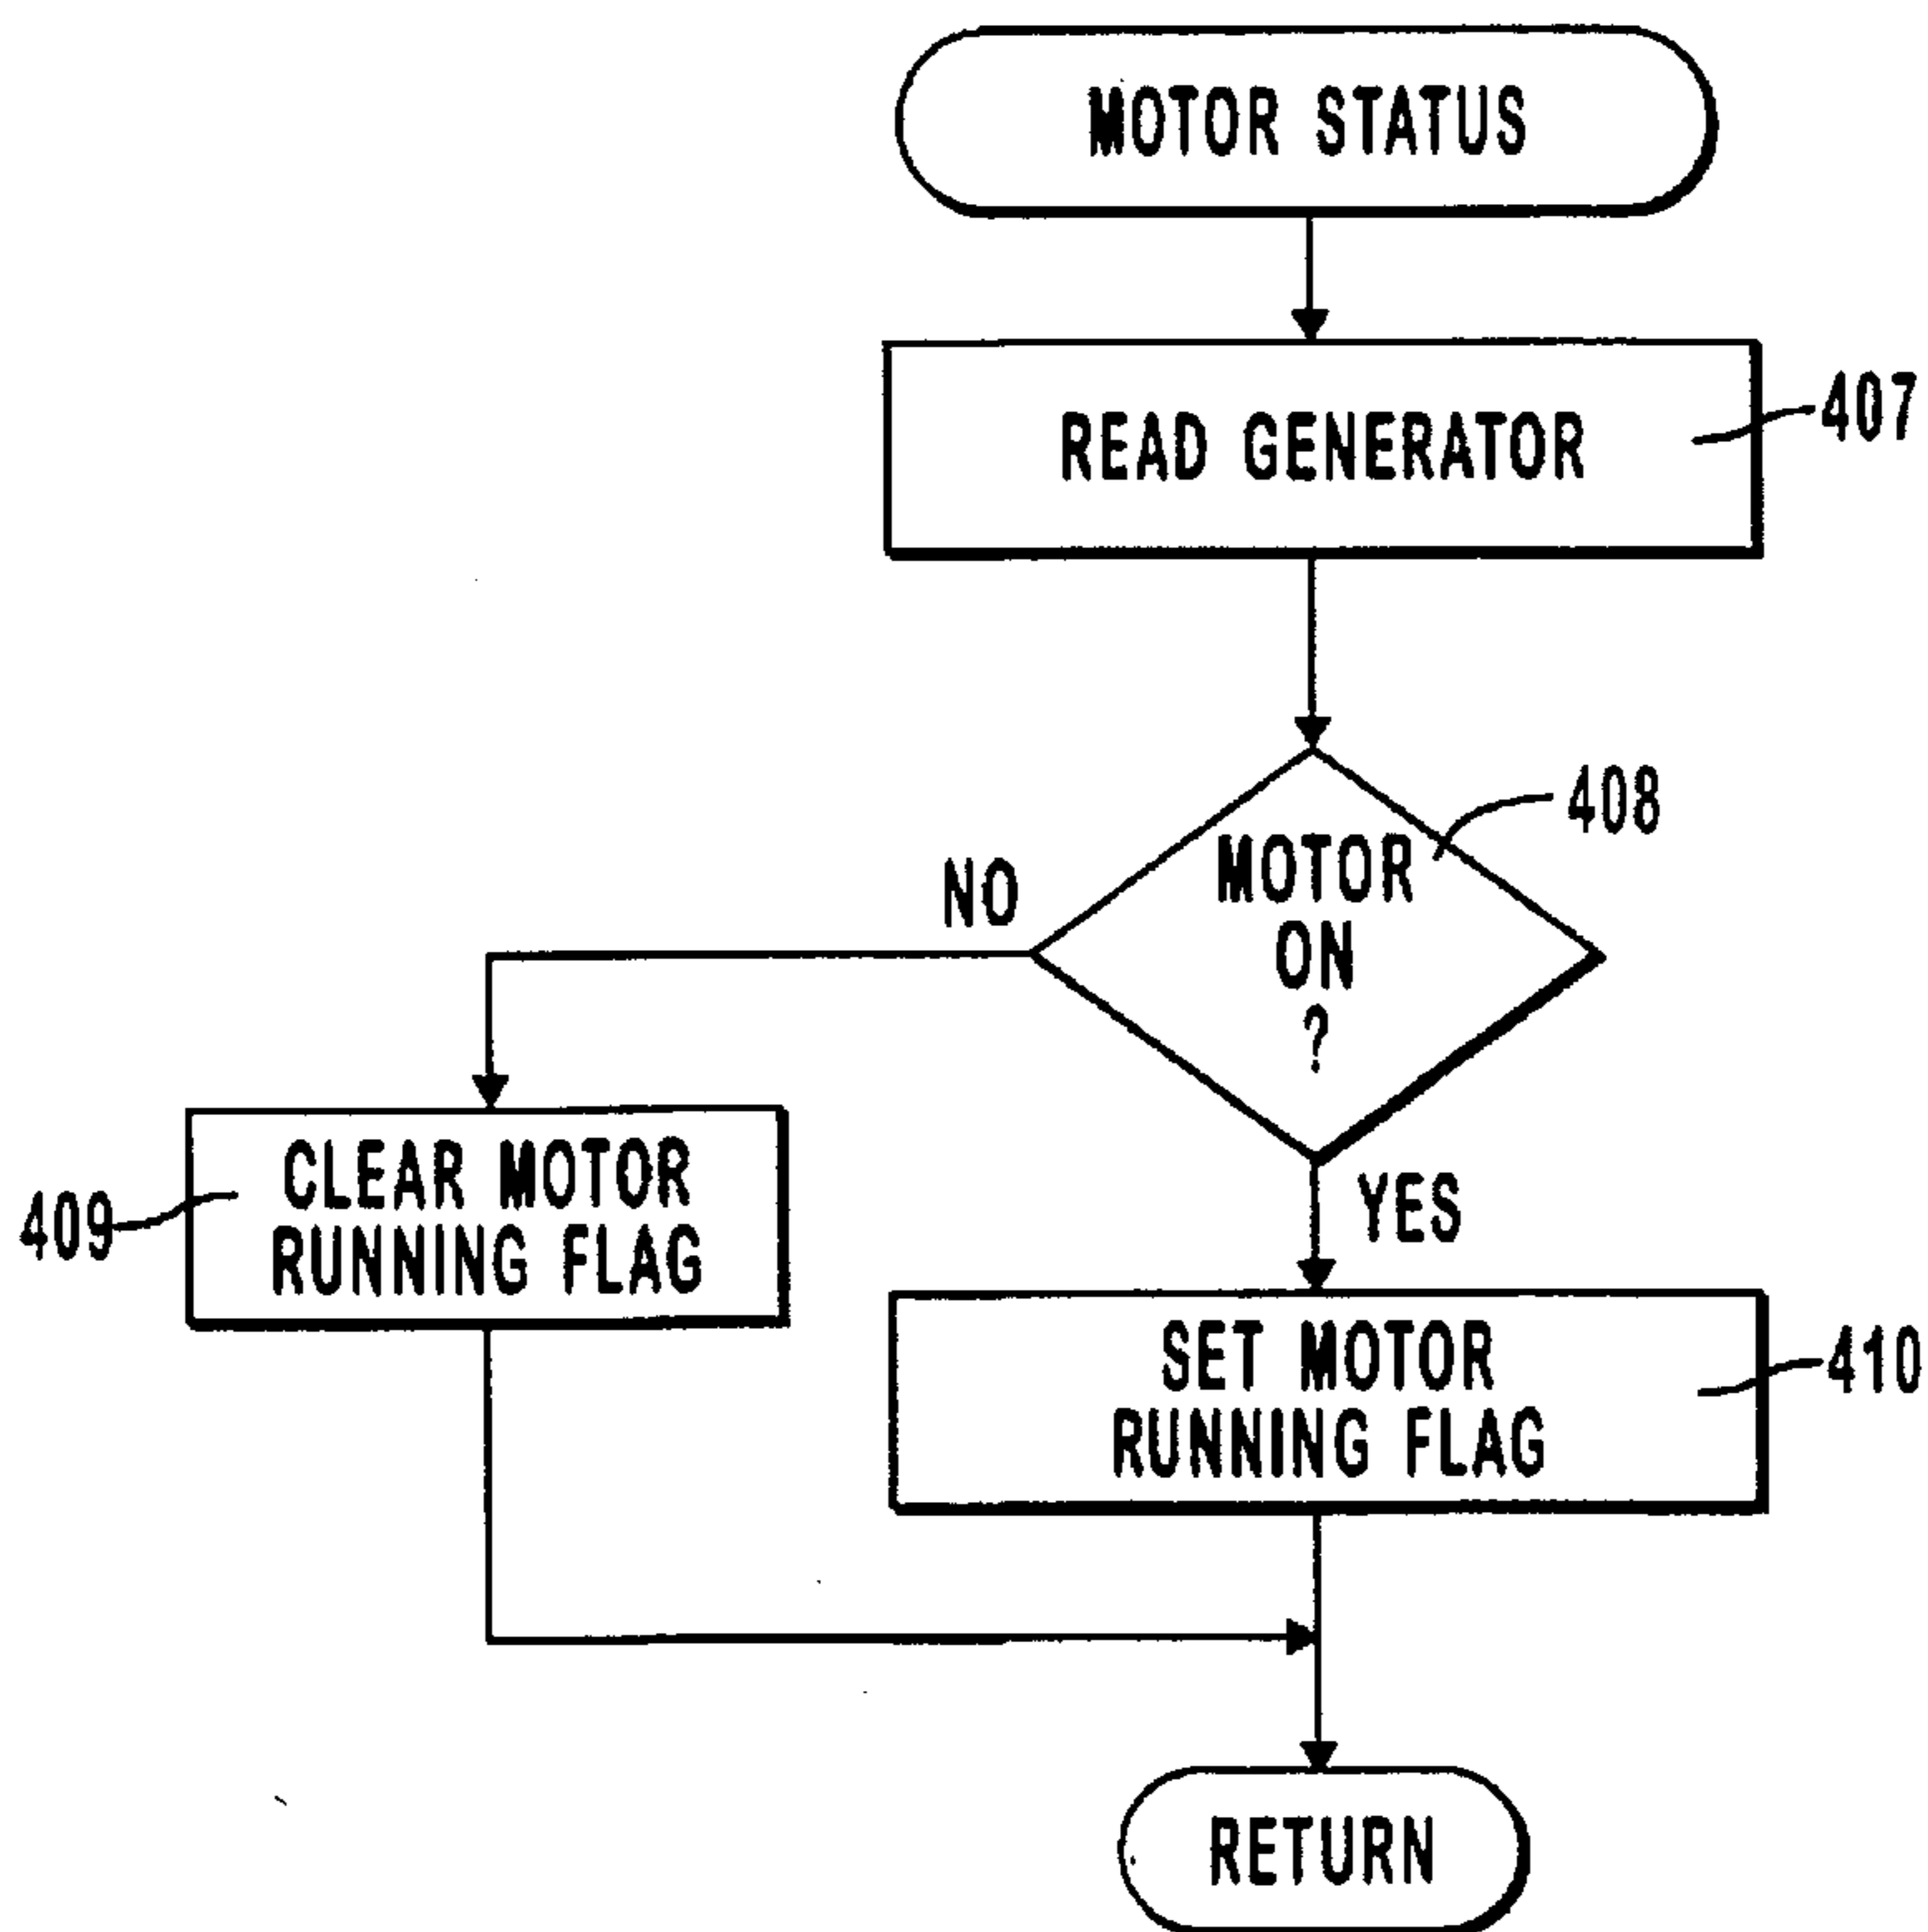 MOTOR STATUS
READ GENERATOR
407
408
MOTOR
ON
?
NO
YES
409
CLEAR MOTOR
RUNNING FLAG
SET MOTOR
RUNNING FLAG
410
RETURN